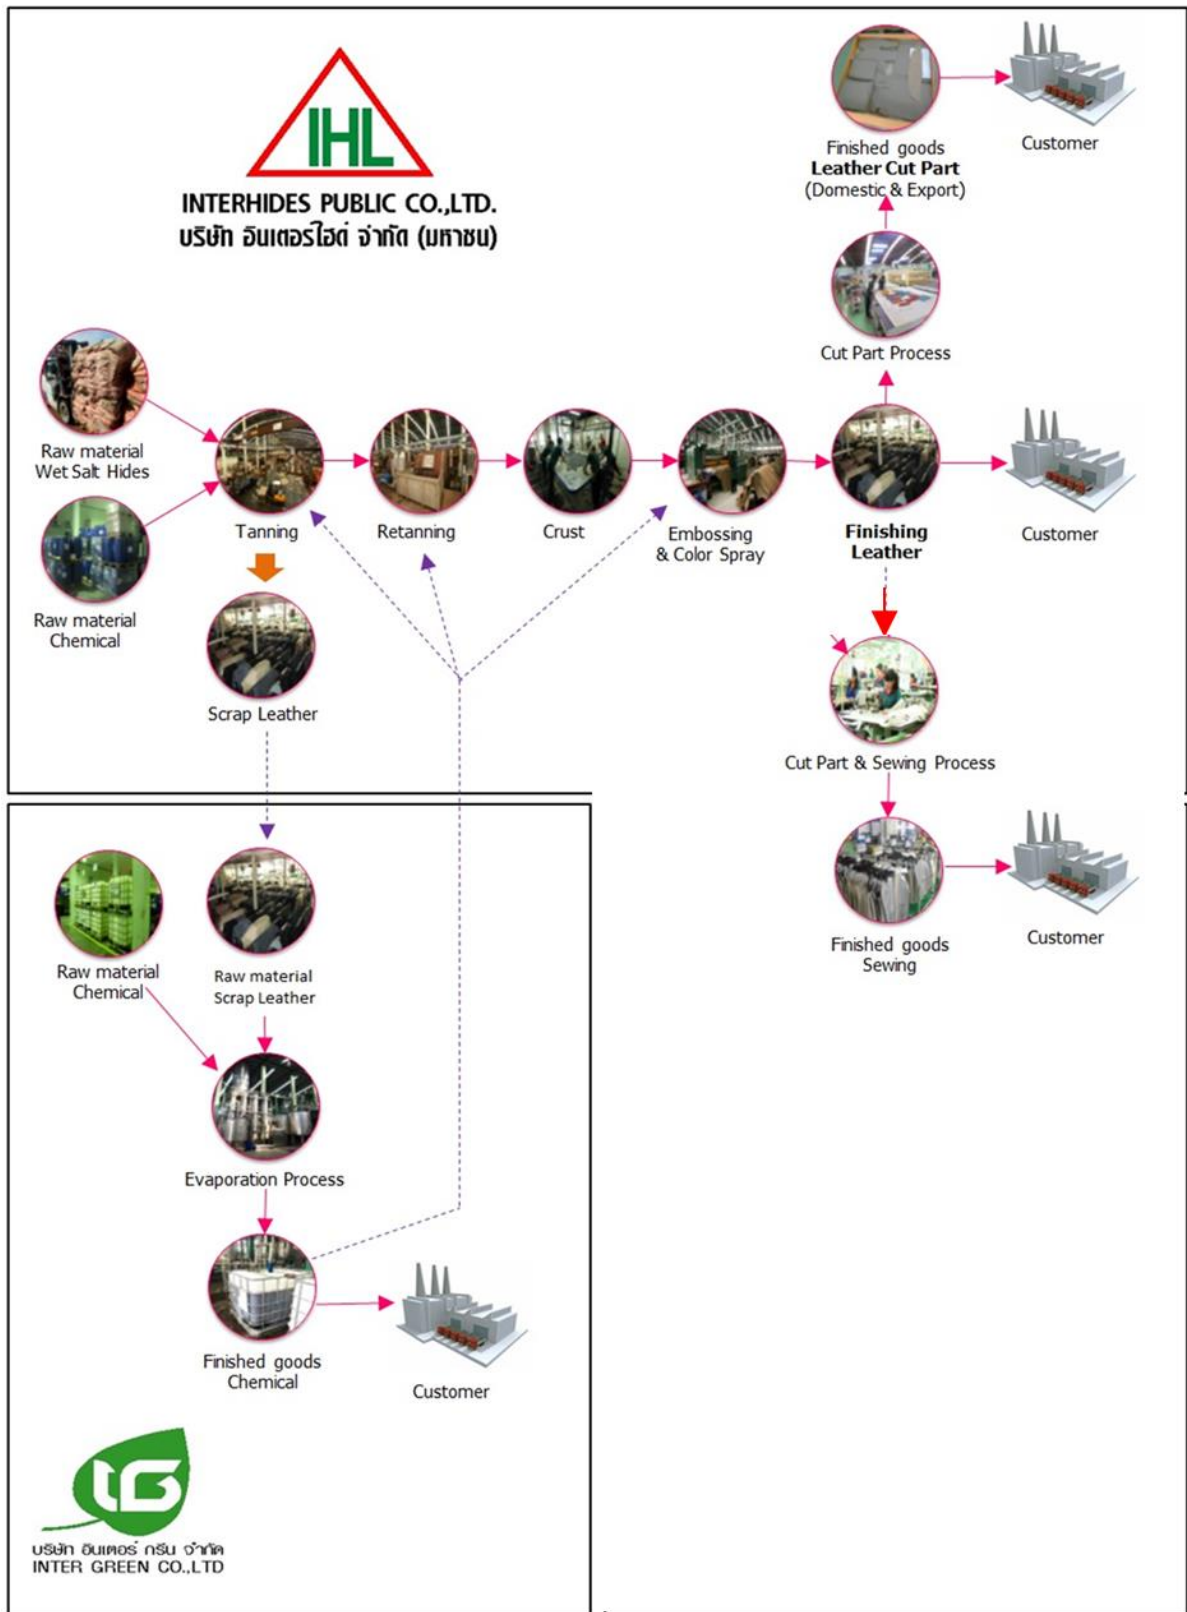 IHL
INTERHIDES PUBLIC CO.,LTD.
บริษัท อินเตอร์ไฮด์ จำกัด (มหาชน)
Finished goods
Leather Cut Part
(Domestic & Export)
Customer
Cut Part Process
Raw material
Wet Salt Hides
Tanning
Retanning
Crust
Embossing
& Color Spray
Finishing
Leather
Customer
Raw material
Chemical
Scrap Leather
Cut Part & Sewing Process
Finished goods
Sewing
Customer
Raw material
Chemical
Raw material
Scrap Leather
Evaporation Process
Finished goods
Chemical
Customer
IG
บริษัท อินเตอร์ กรีน จำกัด
INTER GREEN CO.,LTD